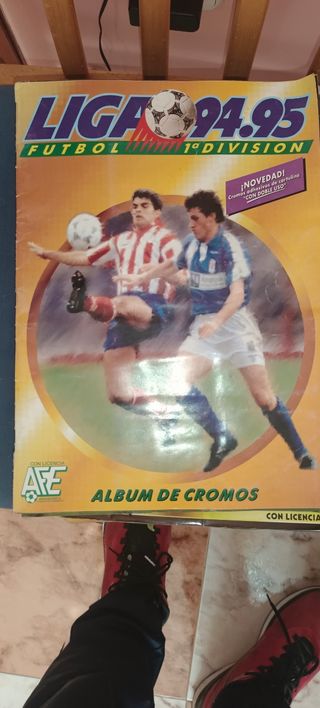 LIGA 94.95
FUTBOL 1ª DIVISION
¡NOVEDAD!
Cromos adhesivos de cartulina
"CON DOBLE USO"
CON LICENCIA
AFE
ALBUM DE CROMOS
CON LICENCIA